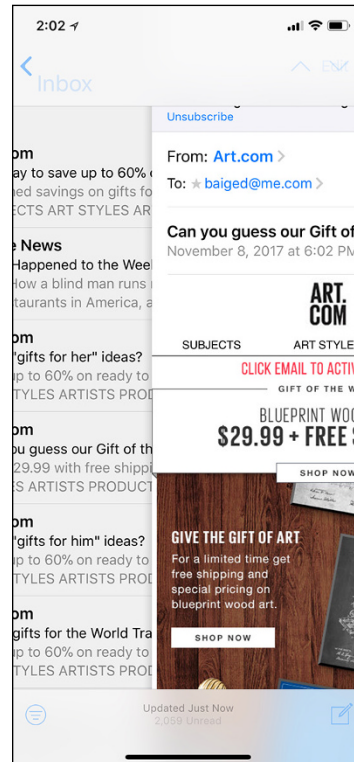 2:02
Inbox
om
ay to save up to 60%
ned savings on gifts fo
ECTS ART STYLES AR
e News
Happened to the Wee
How a blind man runs
taurants in America, a
om
"gifts for her" ideas?
up to 60% on ready to
TYLES ARTISTS PROD
om
ou guess our Gift of th
29.99 with free shippi
S ARTISTS PRODUCT
om
"gifts for him" ideas?
up to 60% on ready to
TYLES ARTISTS PROD
om
gifts for the World Tra
up to 60% on ready to
TYLES ARTISTS PROD
Unsubscribe
From: Art.com >
To: ★ baiged@me.com >
Can you guess our Gift of
November 8, 2017 at 6:02 PM
ART.
COM
SUBJECTS ART STYLE
CLICK EMAIL TO ACTIV
GIFT OF THE W
BLUEPRINT WOO
$29.99 + FREE S
SHOP NOW
GIVE THE GIFT OF ART
For a limited time get
free shipping and
special pricing on
blueprint wood art.
SHOP NOW
Updated Just Now
2,059 Unread